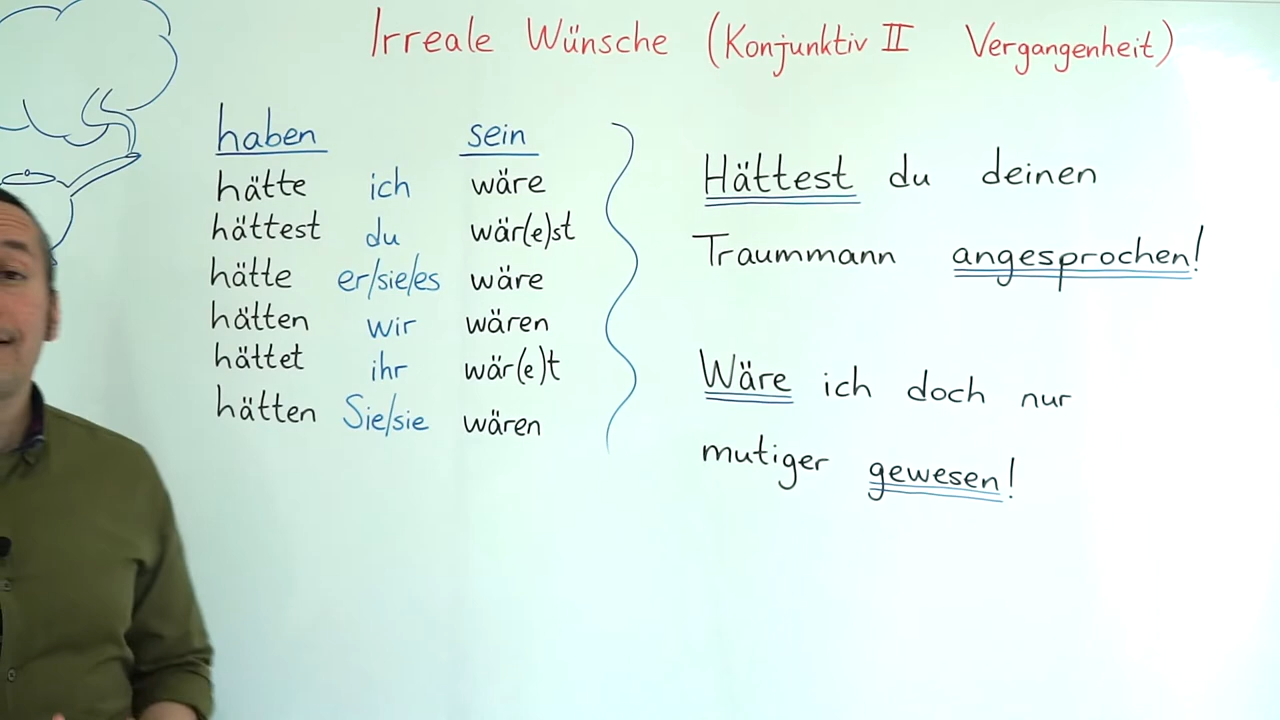 Irreale Wünsche (Konjunktiv II Vergangenheit)
haben sein
hätte ich wäre
hättest du wär(e)st
hätte er/sie/es wäre
hätten wir wären
hättet ihr wär(e)t
hätten Sie/sie wären
Hättest du deinen
Traummann angesprochen!
Wäre ich doch nur
mutiger gewesen!